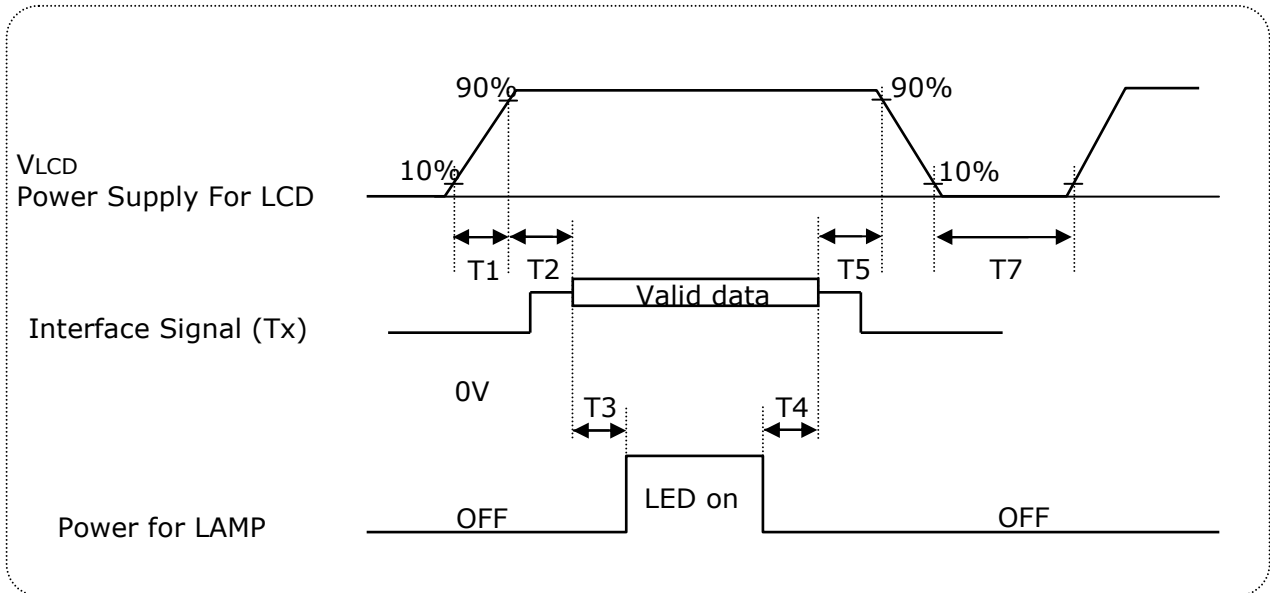 90%
90%
10%
10%
VLCD
Power Supply For LCD
T1
T2
T5
T7
Valid data
Interface Signal (Tx)
0V
T3
T4
LED on
OFF
OFF
Power for LAMP